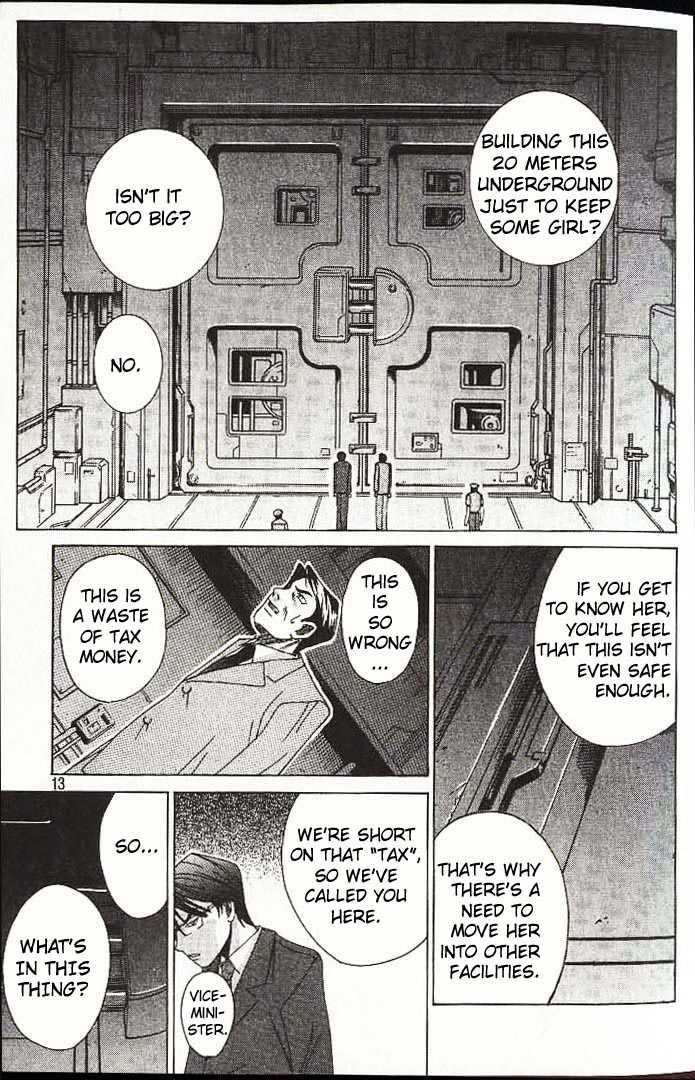 BUILDING THIS
20 METERS
UNDERGROUND
JUST TO KEEP
SOME GIRL?
ISN'T IT
TOO BIG?
NO.
IF YOU GET
TO KNOW HER,
YOU'LL FEEL
THAT THIS ISN'T
EVEN SAFE
ENOUGH.
THAT'S WHY
THERE'S A
NEED TO
MOVE HER
INTO OTHER
FACILITIES.
THIS
IS
SO
WRONG
...
THIS IS
A WASTE
OF TAX
MONEY.
13
WE'RE SHORT
ON THAT "TAX",
SO WE'VE
CALLED YOU
HERE.
VICE-
MINI-
STER.
SO...
WHAT'S
IN THIS
THING?